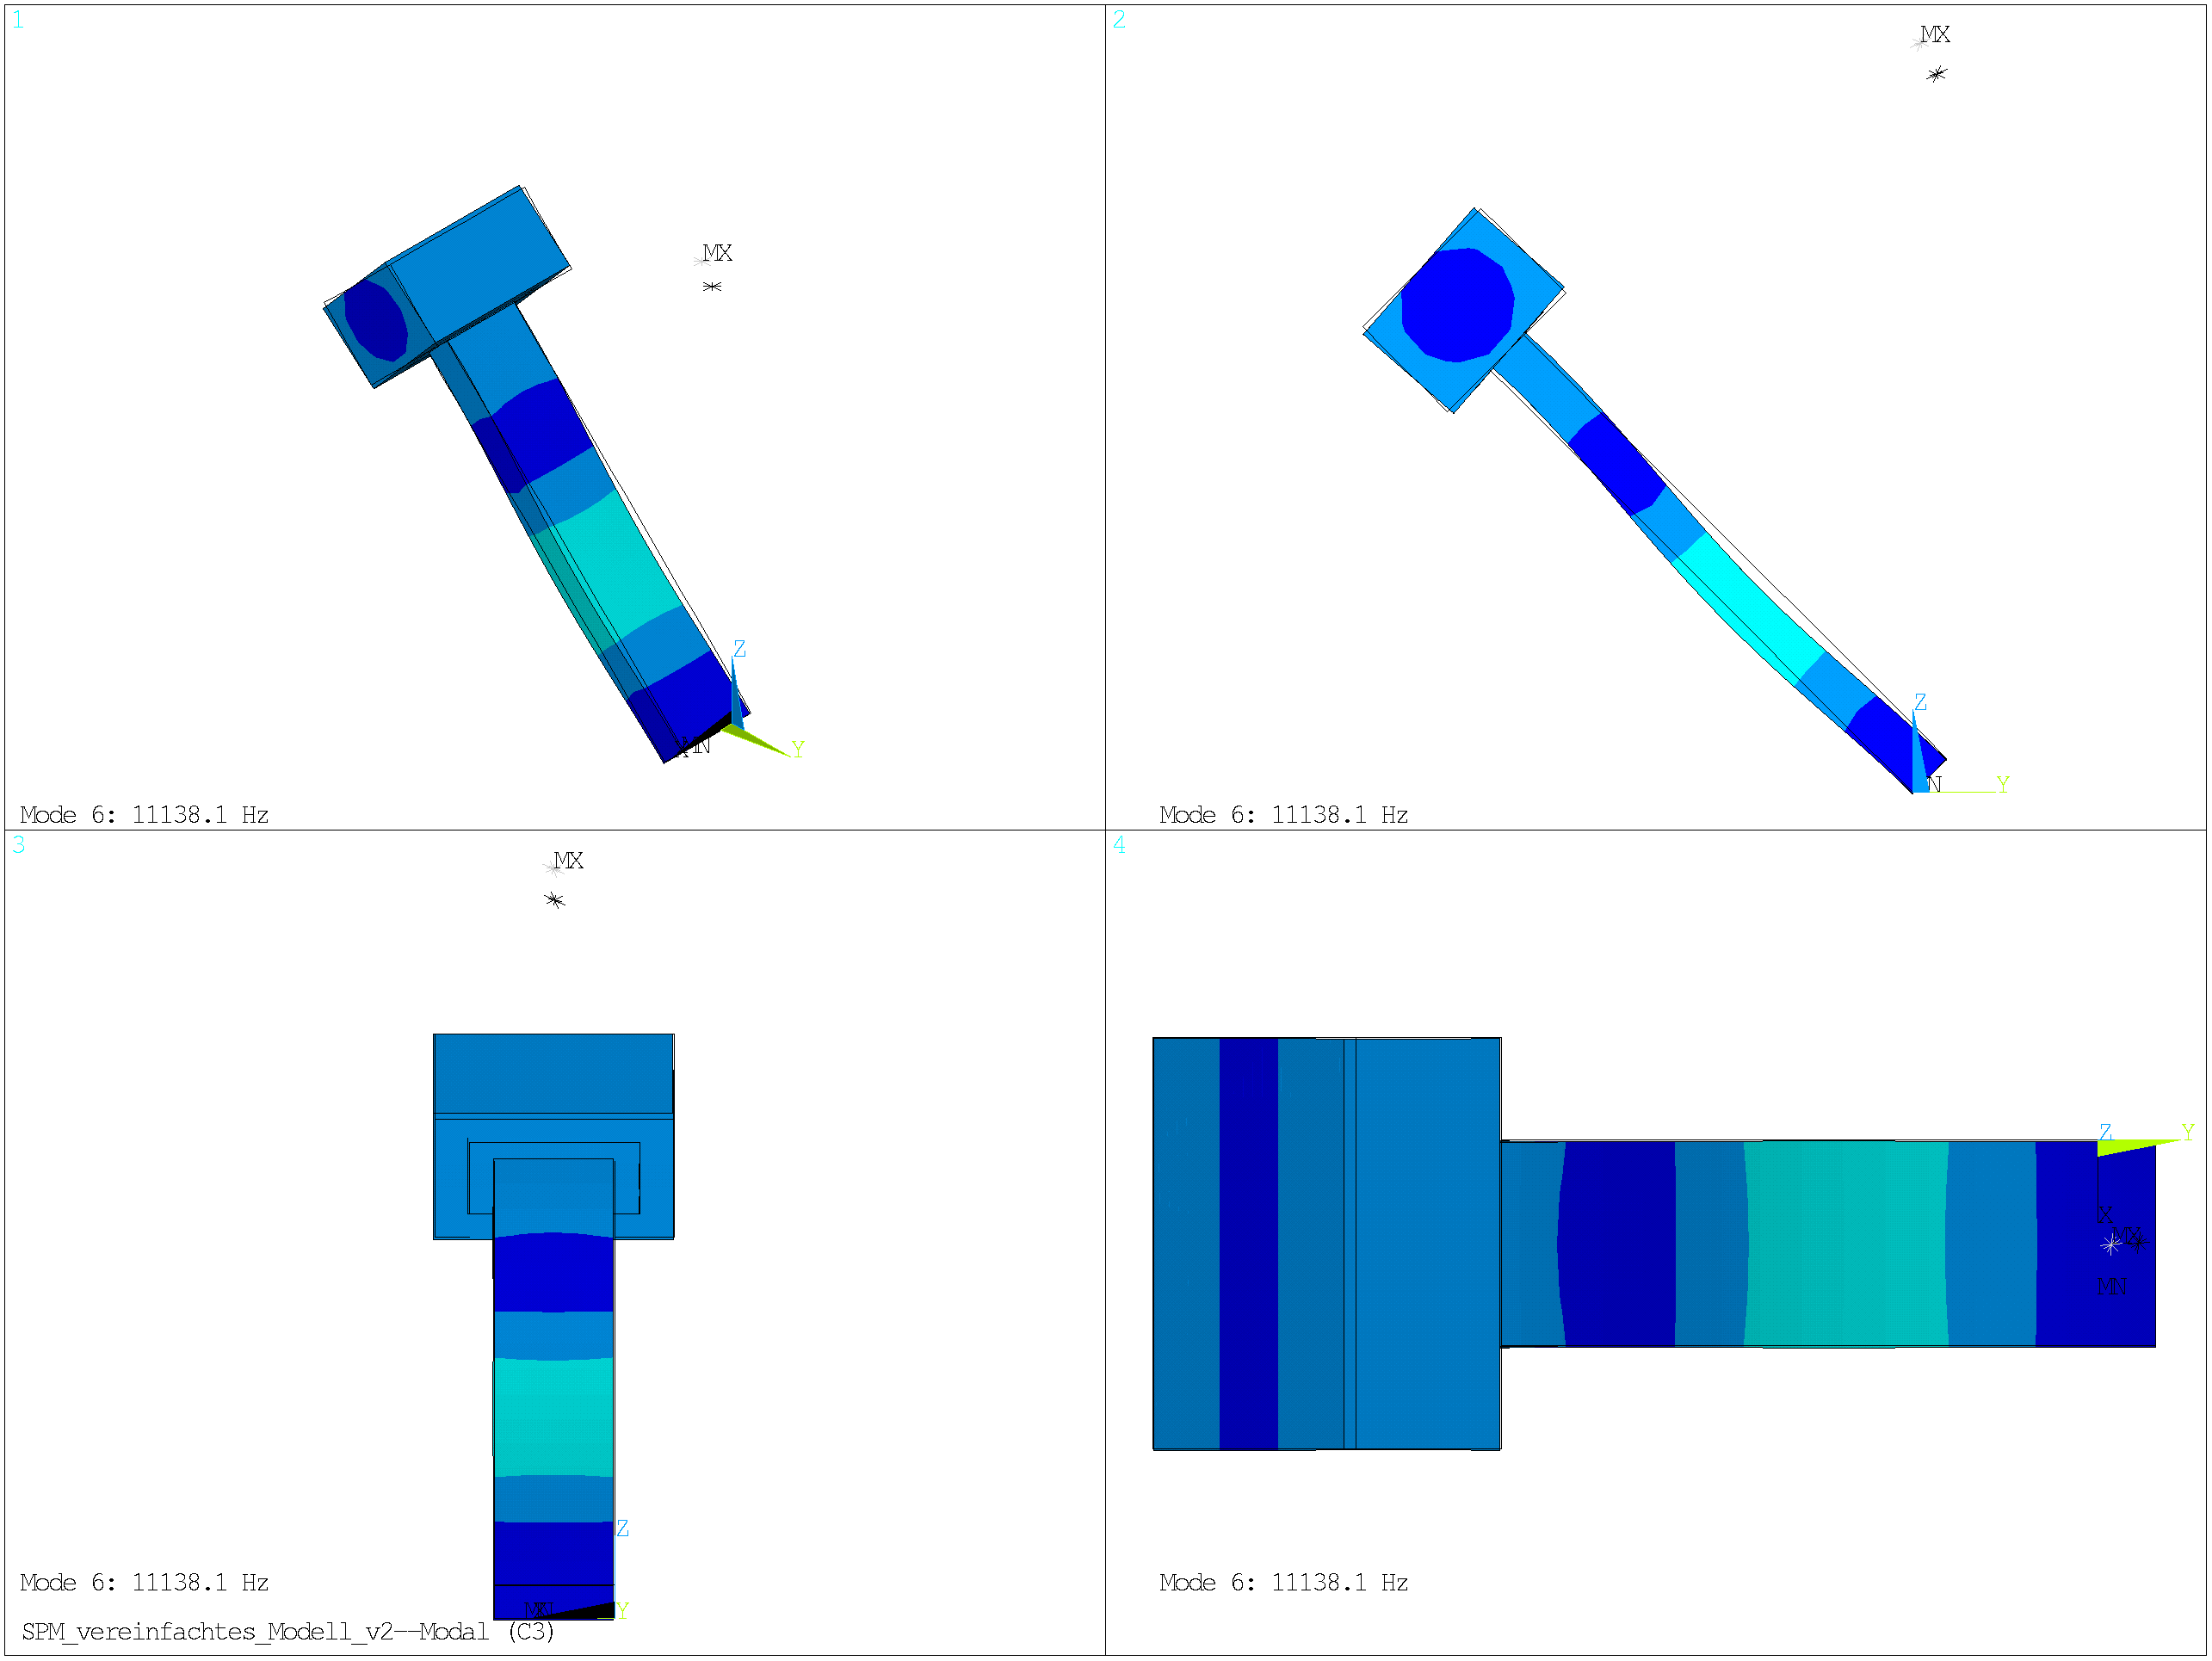 1
MX
Z
MN
Y
Mode 6: 11138.1 Hz
2
MX
Z
N
Y
Mode 6: 11138.1 Hz
3
MX
Z
Y
Mode 6: 11138.1 Hz
SPM_vereinfachtes_Modell_v2--Modal (C3)
4
Z
Y
X
MX
MN
Mode 6: 11138.1 Hz